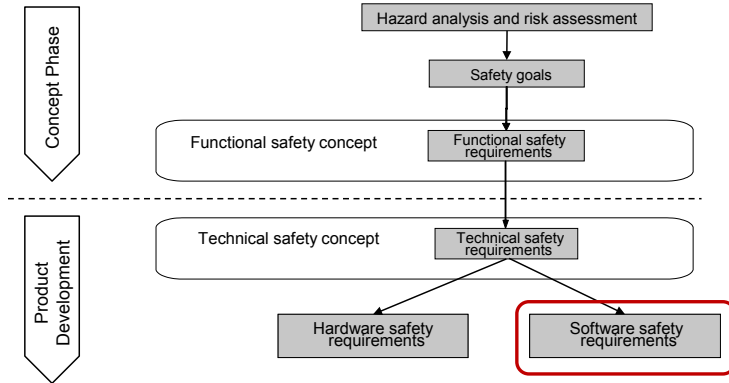 Hazard analysis and risk assessment
Concept Phase
Safety goals
Functional safety concept
Functional safety
requirements
Technical safety concept
Technical safety
requirements
Product
Development
Hardware safety
requirements
Software safety
requirements